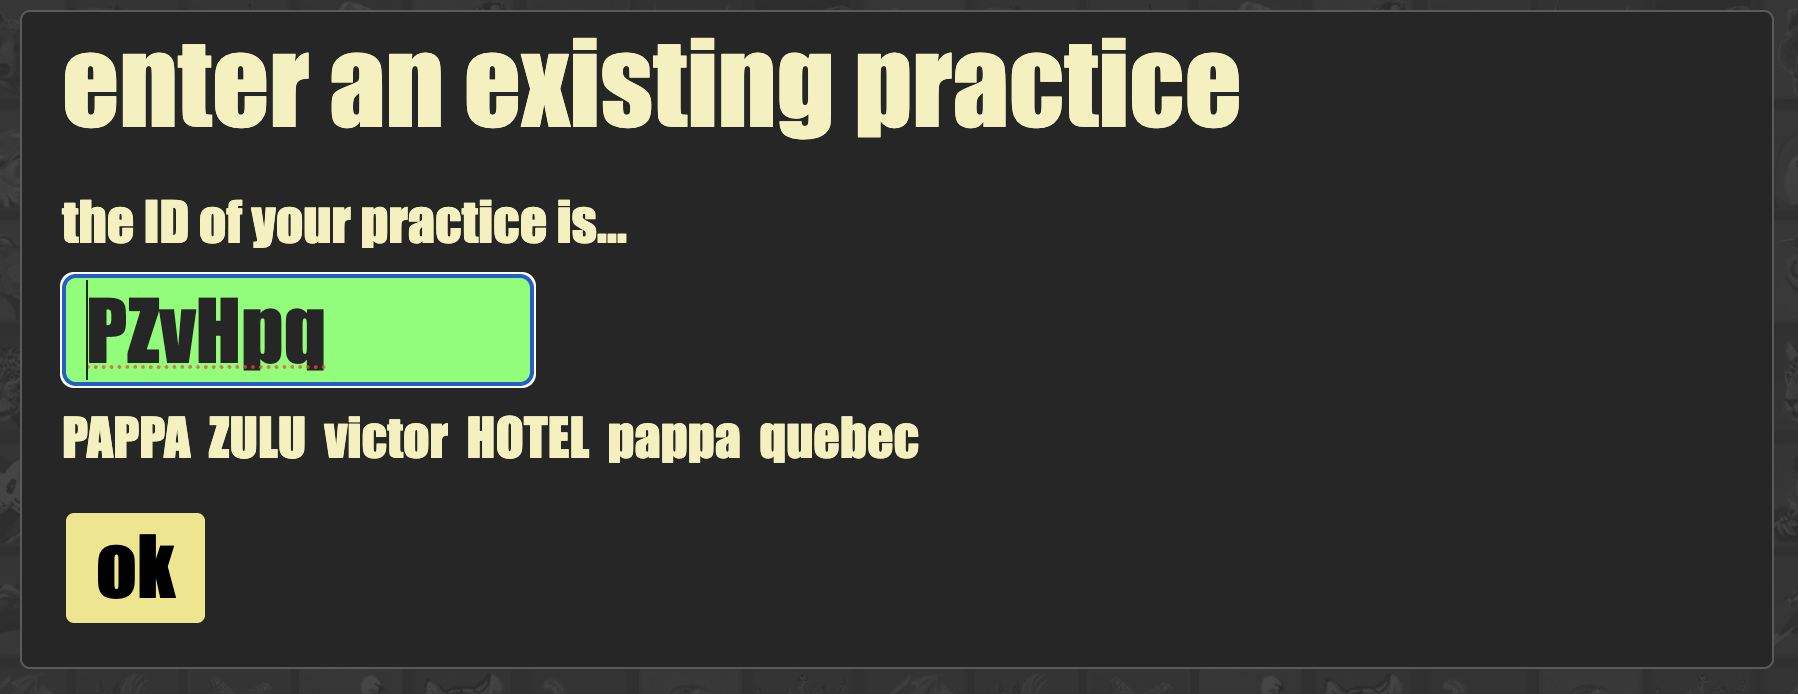 enter an existing practice
the ID of your practice is...
PZvHpq
PAPPA ZULU victor HOTEL pappa quebec
ok